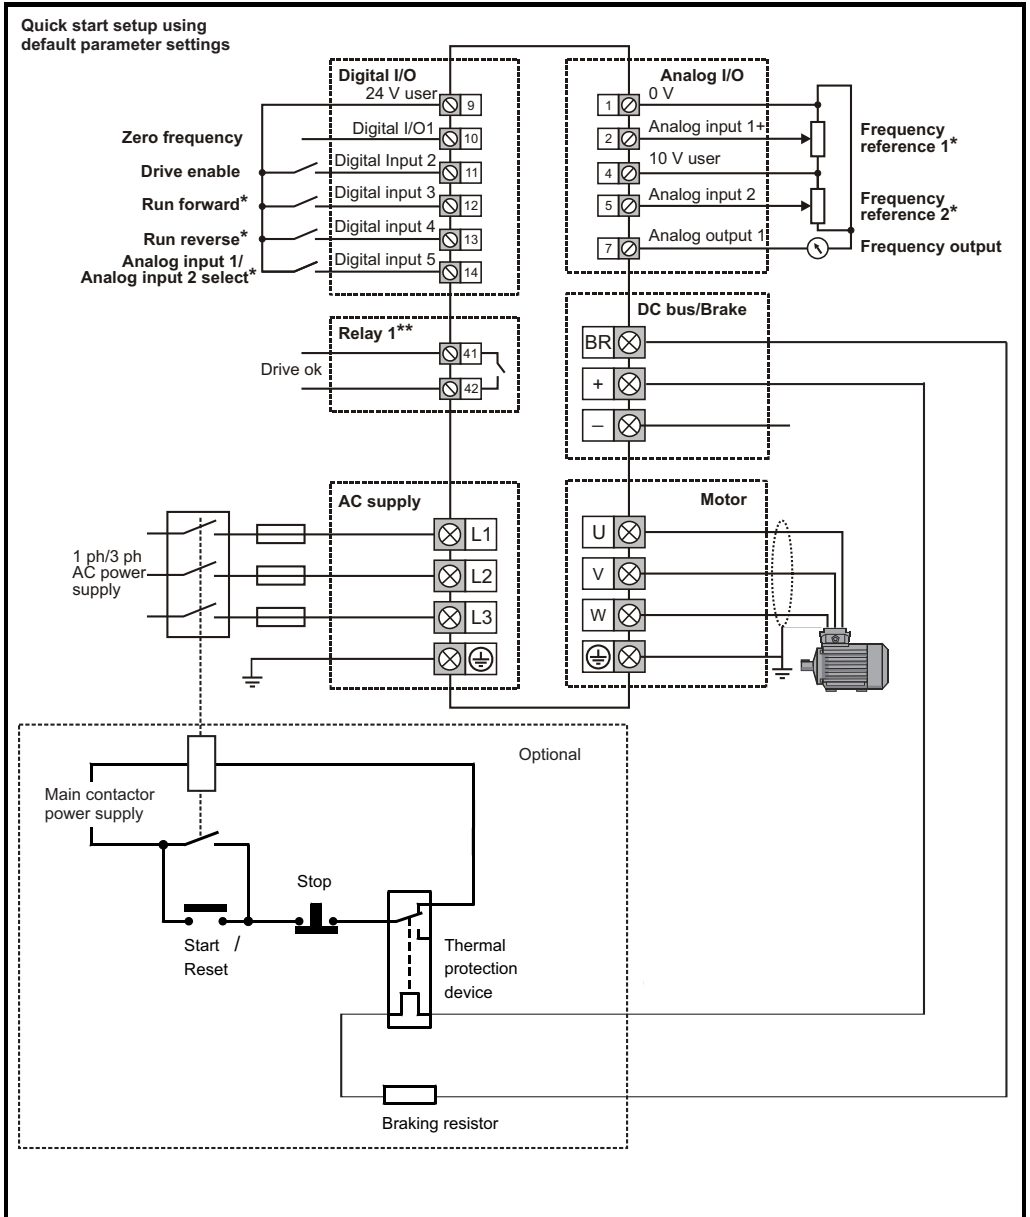 Quick start setup using
default parameter settings
Digital I/O
24 V user
9
Zero frequency
Digital I/O1
10
Drive enable
Digital Input 2
11
Run forward*
Digital input 3
12
Run reverse*
Digital input 4
13
Analog input 1/
Analog input 2 select*
Digital input 5
14
Analog I/O
1
0 V
2
Analog input 1+
Frequency
reference 1*
4
10 V user
5
Analog input 2
Frequency
reference 2*
7
Analog output 1
Frequency output
Relay 1**
Drive ok
41
42
DC bus/Brake
BR
+
–
AC supply
1 ph/3 ph
AC power
supply
L1
L2
L3
Motor
U
V
W
Optional
Main contactor
power supply
Stop
Start /
Reset
Thermal
protection
device
Braking resistor